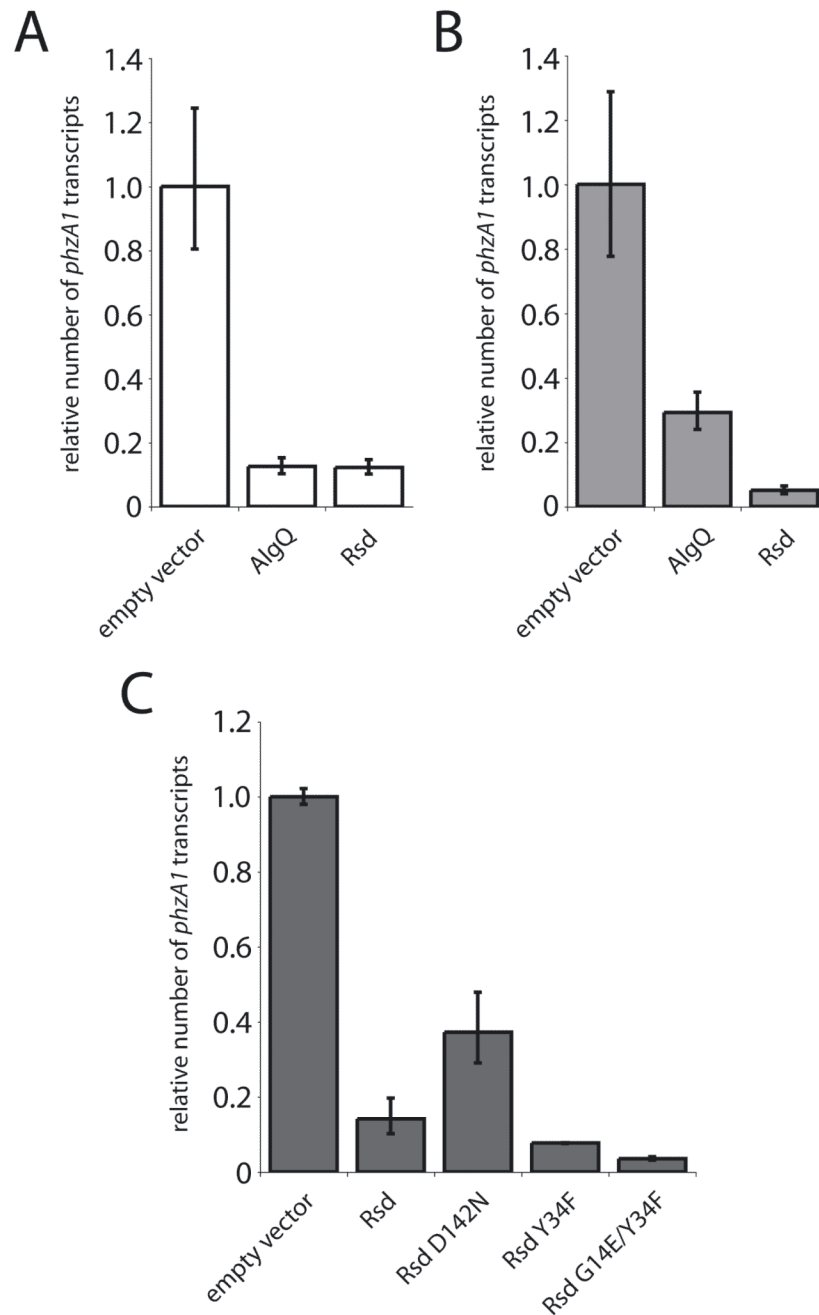 A
relative number of phzA1 transcripts
1.4
1.2
1.0
0.8
0.6
0.4
0.2
0
empty vector
AlgQ
Rsd
B
relative number of phzA1 transcripts
1.4
1.2
1.0
0.8
0.6
0.4
0.2
0
empty vector
AlgQ
Rsd
C
relative number of phzA1 transcripts
1.2
1.0
0.8
0.6
0.4
0.2
0
empty vector
Rsd
Rsd D142N
Rsd Y34F
Rsd G14E/Y34F